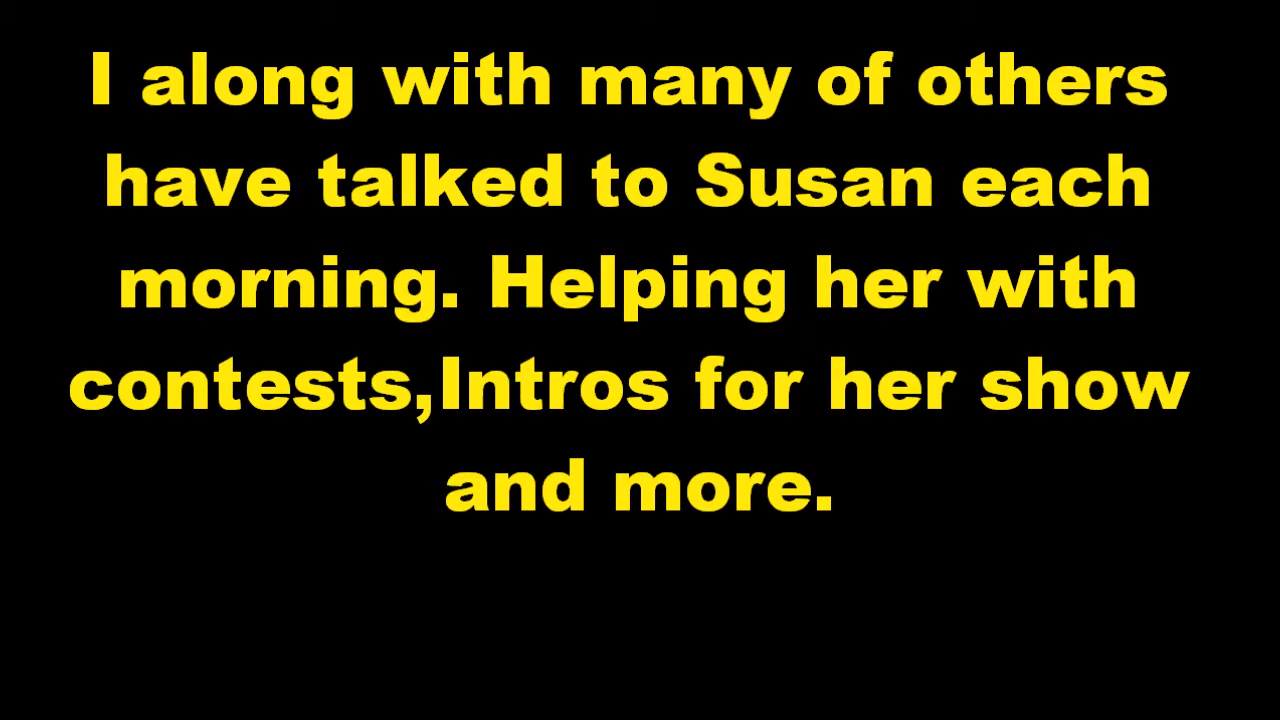 I along with many of others
have talked to Susan each
morning. Helping her with
contests,Intros for her show
and more.